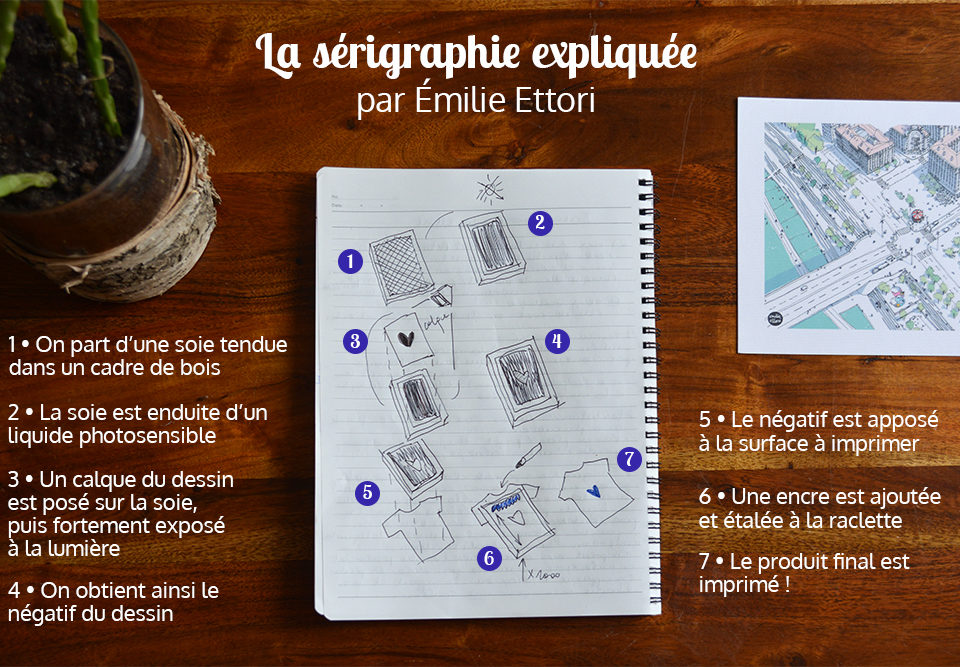 La sérigraphie expliquée
par Émilie Ettori
1 • On part d’une soie tendue
dans un cadre de bois
2 • La soie est enduite d’un
liquide photosensible
3 • Un calque du dessin
est posé sur la soie,
puis fortement exposé
à la lumière
4 • On obtient ainsi le
négatif du dessin
1
2
3
calque
4
5
6
7
x 1000
5 • Le négatif est apposé
à la surface à imprimer
6 • Une encre est ajoutée
et étalée à la raclette
7 • Le produit final est
imprimé !